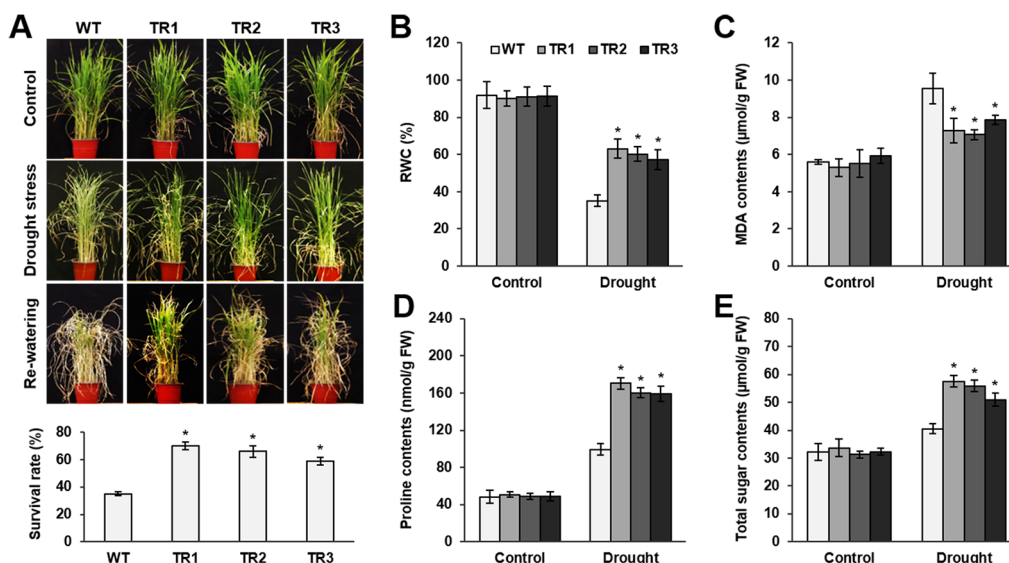 A
WT TR1 TR2 TR3
Control
Drought stress
Re-watering
Survival rate (%)
80
60
40
20
0
* * *
WT TR1 TR2 TR3
B
WT TR1 TR2 TR3
RWC (%)
120
100
80
60
40
20
0
* * *
Control Drought
C
MDA contents (μmol/g FW)
12
10
8
6
4
2
0
* * *
Control Drought
D
Proline contents (nmol/g FW)
240
200
160
120
80
40
0
* * *
Control Drought
E
Total sugar contents (μmol/g FW)
80
70
60
50
40
30
20
10
0
* * *
Control Drought